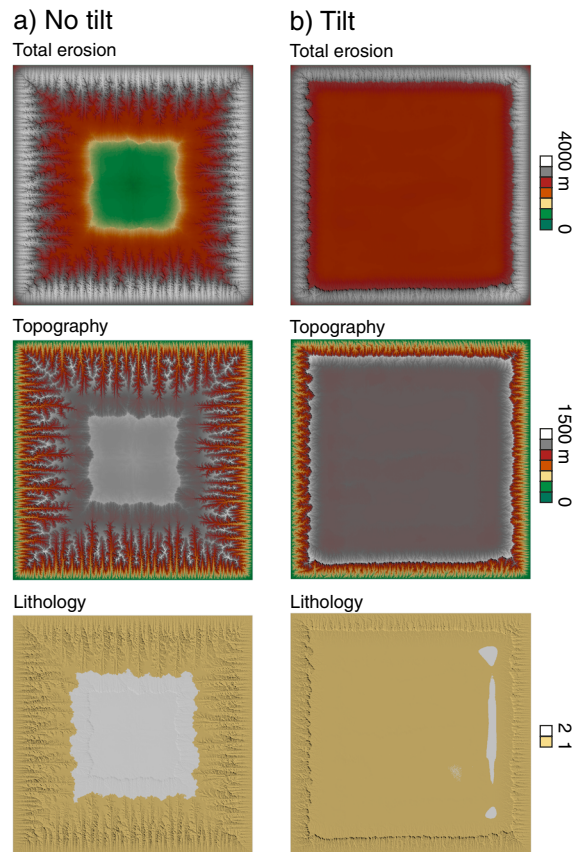 a) No tilt
b) Tilt
Total erosion
Total erosion
4000 m
0
Topography
Topography
1500 m
0
Lithology
Lithology
2
1